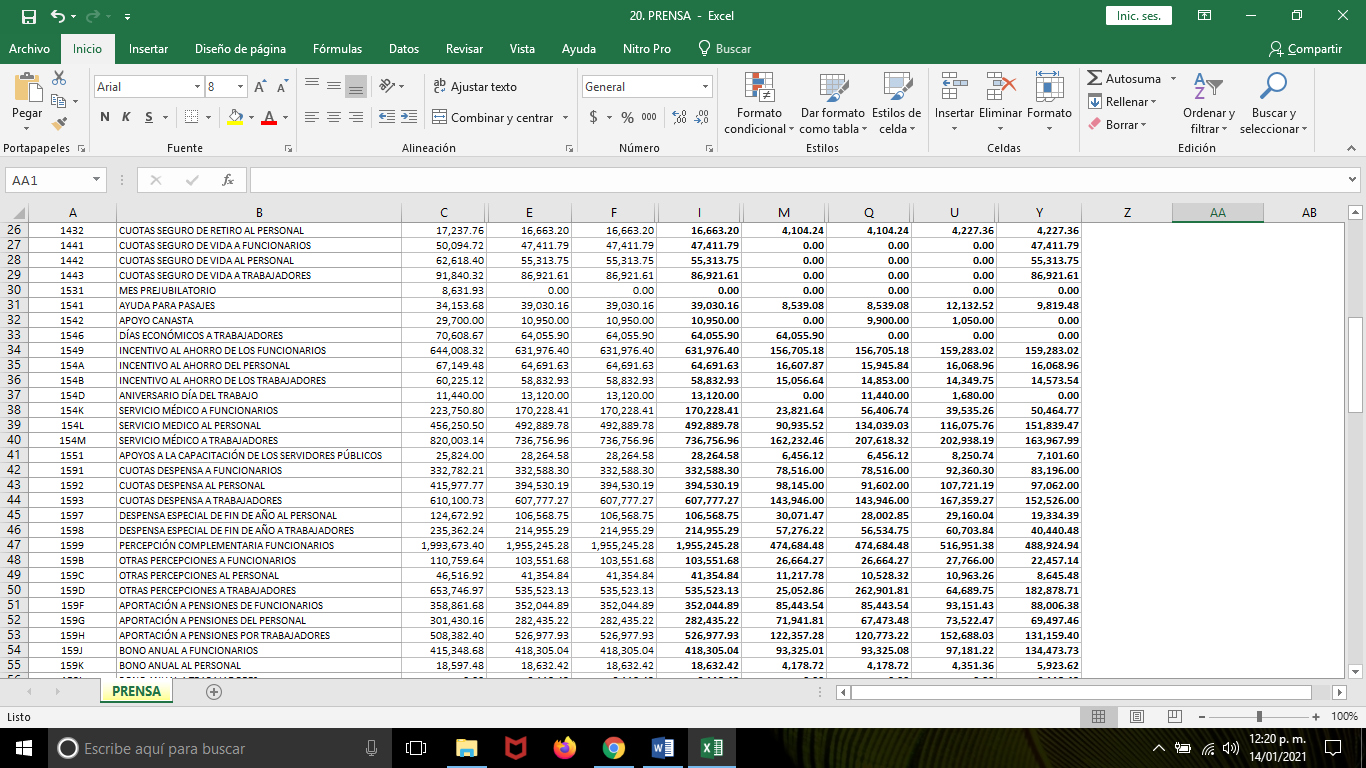 20. PRENSA - Excel
Inic. ses.
Archivo Inicio Insertar Diseño de página Fórmulas Datos Revisar Vista Ayuda Nitro Pro Buscar Compartir
Pegar
Arial 8
Ajustar texto
General
Formato condicional
Dar formato como tabla
Estilos de celda
Insertar Eliminar Formato
Autosuma
Rellenar
Borrar
Ordenar y filtrar
Buscar y seleccionar
N K S
Combinar y centrar
$ % 000
Portapapeles Fuente Alineación Número Estilos Celdas Edición
AA1 fx
A B C E F I M Q U Y Z AA AB
26 1432 CUOTAS SEGURO DE RETIRO AL PERSONAL 17,237.76 16,663.20 16,663.20 16,663.20 4,104.24 4,104.24 4,227.36 4,227.36
27 1441 CUOTAS SEGURO DE VIDA A FUNCIONARIOS 50,094.72 47,411.79 47,411.79 47,411.79 0.00 0.00 0.00 47,411.79
28 1442 CUOTAS SEGURO DE VIDA AL PERSONAL 62,618.40 55,313.75 55,313.75 55,313.75 0.00 0.00 0.00 55,313.75
29 1443 CUOTAS SEGURO DE VIDA A TRABAJADORES 91,840.32 86,921.61 86,921.61 86,921.61 0.00 0.00 0.00 86,921.61
30 1531 MES PREJUBILATORIO 8,631.93 0.00 0.00 0.00 0.00 0.00 0.00 0.00
31 1541 AYUDA PARA PASAJES 34,153.68 39,030.16 39,030.16 39,030.16 8,539.08 8,539.08 12,132.52 9,819.48
32 1542 APOYO CANASTA 29,700.00 10,950.00 10,950.00 10,950.00 0.00 9,900.00 1,050.00 0.00
33 1546 DÍAS ECONÓMICOS A TRABAJADORES 70,608.67 64,055.90 64,055.90 64,055.90 64,055.90 0.00 0.00 0.00
34 1549 INCENTIVO AL AHORRO DE LOS FUNCIONARIOS 644,008.32 631,976.40 631,976.40 631,976.40 156,705.18 156,705.18 159,283.02 159,283.02
35 154A INCENTIVO AL AHORRO DEL PERSONAL 67,149.48 64,691.63 64,691.63 64,691.63 16,607.87 15,945.84 16,068.96 16,068.96
36 154B INCENTIVO AL AHORRO DE LOS TRABAJADORES 60,225.12 58,832.93 58,832.93 58,832.93 15,056.64 14,853.00 14,349.75 14,573.54
37 154D ANIVERSARIO DÍA DEL TRABAJO 11,440.00 13,120.00 13,120.00 13,120.00 0.00 11,440.00 1,680.00 0.00
38 154K SERVICIO MÉDICO A FUNCIONARIOS 223,750.80 170,228.41 170,228.41 170,228.41 23,821.64 56,406.74 39,535.26 50,464.77
39 154L SERVICIO MEDICO AL PERSONAL 456,250.50 492,889.78 492,889.78 492,889.78 90,935.52 134,039.03 116,075.76 151,839.47
40 154M SERVICIO MÉDICO A TRABAJADORES 820,003.14 736,756.96 736,756.96 736,756.96 162,232.46 207,618.32 202,938.19 163,967.99
41 1551 APOYOS A LA CAPACITACIÓN DE LOS SERVIDORES PÚBLICOS 25,824.00 28,264.58 28,264.58 28,264.58 6,456.12 6,456.12 8,250.74 7,101.60
42 1591 CUOTAS DESPENSA A FUNCIONARIOS 332,782.21 332,588.30 332,588.30 332,588.30 78,516.00 78,516.00 92,360.30 83,196.00
43 1592 CUOTAS DESPENSA AL PERSONAL 415,977.77 394,530.19 394,530.19 394,530.19 98,145.00 91,602.00 107,721.19 97,062.00
44 1593 CUOTAS DESPENSA A TRABAJADORES 610,100.73 607,777.27 607,777.27 607,777.27 143,946.00 143,946.00 167,359.27 152,526.00
45 1597 DESPENSA ESPECIAL DE FIN DE AÑO AL PERSONAL 124,672.92 106,568.75 106,568.75 106,568.75 30,071.47 28,002.85 29,160.04 19,334.39
46 1598 DESPENSA ESPECIAL DE FIN DE AÑO A TRABAJADORES 235,362.24 214,955.29 214,955.29 214,955.29 57,276.22 56,534.75 60,703.84 40,440.48
47 1599 PERCEPCIÓN COMPLEMENTARIA FUNCIONARIOS 1,993,673.40 1,955,245.28 1,955,245.28 1,955,245.28 474,684.48 474,684.48 516,951.38 488,924.94
48 159B OTRAS PERCEPCIONES A FUNCIONARIOS 110,759.64 103,551.68 103,551.68 103,551.68 26,664.27 26,664.27 27,766.00 22,457.14
49 159C OTRAS PERCEPCIONES AL PERSONAL 46,516.92 41,354.84 41,354.84 41,354.84 11,217.78 10,528.32 10,963.26 8,645.48
50 159D OTRAS PERCEPCIONES A TRABAJADORES 653,746.97 535,523.13 535,523.13 535,523.13 25,052.86 262,901.81 64,689.75 182,878.71
51 159F APORTACIÓN A PENSIONES DE FUNCIONARIOS 358,861.68 352,044.89 352,044.89 352,044.89 85,443.54 85,443.54 93,151.43 88,006.38
52 159G APORTACIÓN A PENSIONES DEL PERSONAL 301,430.16 282,435.22 282,435.22 282,435.22 71,941.81 67,473.48 73,522.47 69,497.46
53 159H APORTACIÓN A PENSIONES POR TRABAJADORES 508,382.40 526,977.93 526,977.93 526,977.93 122,357.28 120,773.22 152,688.03 131,159.40
54 159J BONO ANUAL A FUNCIONARIOS 415,348.68 418,305.04 418,305.04 418,305.04 93,325.01 93,325.08 97,181.22 134,473.73
55 159K BONO ANUAL AL PERSONAL 18,597.48 18,632.42 18,632.42 18,632.42 4,178.72 4,178.72 4,351.36 5,923.62
PRENSA
Listo 100%
Escribe aquí para buscar
12:20 p. m.
14/01/2021